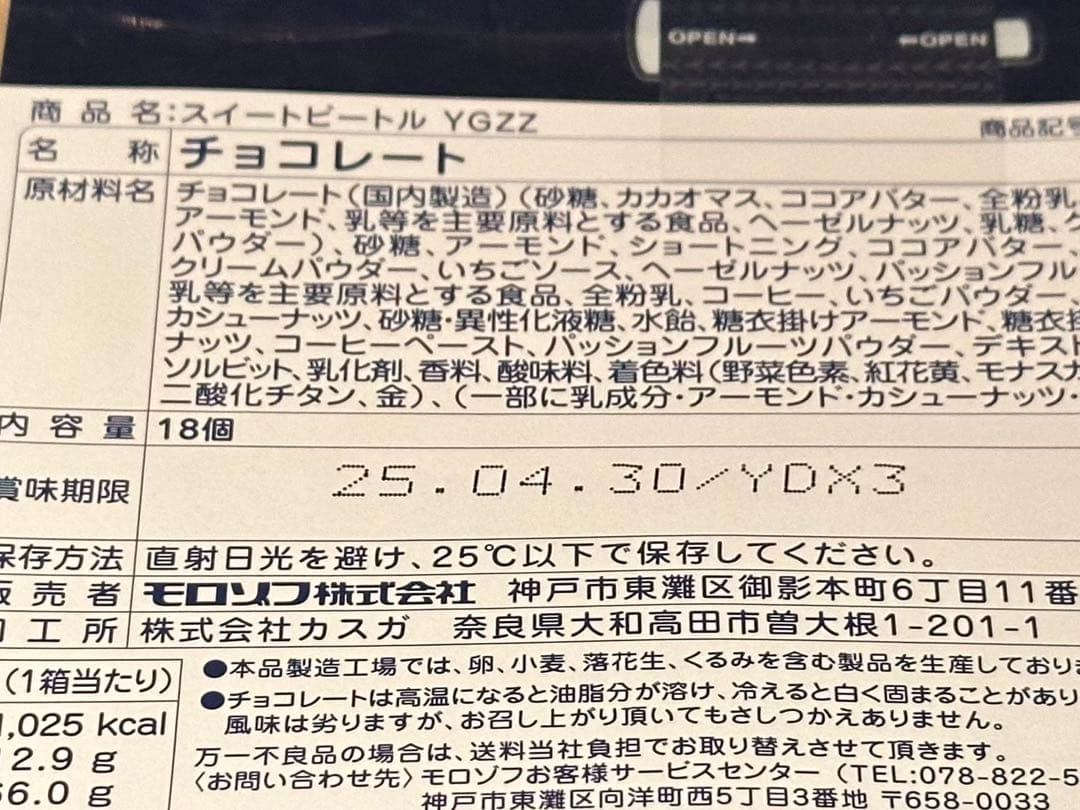 OPEN→ ←OPEN
商品名:スイートビートル YGZZ 商品記号
名称 チョコレート
原材料名 チョコレート(国内製造)(砂糖、カカオマス、ココアバター、全粉乳、
アーモンド、乳等を主要原料とする食品、ヘーゼルナッツ、乳糖、
パウダー)、砂糖、アーモンド、ショートニング、ココアバター、
クリームパウダー、いちごソース、ヘーゼルナッツ、パッションフル
乳等を主要原料とする食品、全粉乳、コーヒー、いちごパウダー、
カシューナッツ、砂糖・異性化液糖、水飴、糖衣掛けアーモンド、糖衣掛
ナッツ、コーヒーペースト、パッションフルーツパウダー、デキスト
ソルビット、乳化剤、香料、酸味料、着色料(野菜色素、紅花黄、モナスカ
二酸化チタン、金)、(一部に乳成分・アーモンド・カシューナッツ・
内容量 18個
賞味期限 25.04.30/YDX3
保存方法 直射日光を避け、25℃以下で保存してください。
販売者 モロゾフ株式会社 神戸市東灘区御影本町6丁目11番
加工所 株式会社カスガ 奈良県大和高田市曽大根1-201-1
(1箱当たり) ●本品製造工場では、卵、小麦、落花生、くるみを含む製品を生産しており
1,025 kcal ●チョコレートは高温になると油脂分が溶け、冷えると白く固まることがあり
風味は劣りますが、お召し上がり頂いてもさしつかえありません。
2.9 g 万一不良品の場合は、送料当社負担でお取り替えさせて頂きます。
6.0 g 〈お問い合わせ先〉モロゾフお客様サービスセンター (TEL:078-822-5
神戸市東灘区向洋町西5丁目3番地 〒658-0033